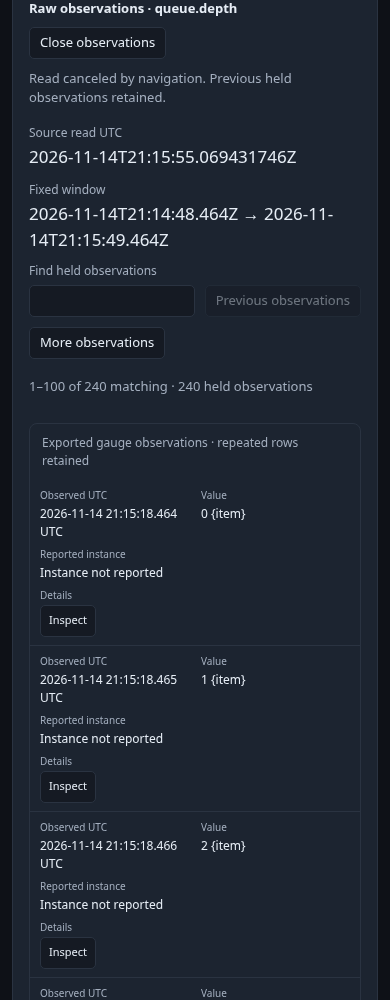 Raw observations · queue.depth
Close observations
Read canceled by navigation. Previous held
observations retained.
Source read UTC
2026-11-14T21:15:55.069431746Z
Fixed window
2026-11-14T21:14:48.464Z → 2026-11-
14T21:15:49.464Z
Find held observations
Previous observations
More observations
1–100 of 240 matching · 240 held observations
Exported gauge observations · repeated rows
retained
Observed UTC
Value
2026-11-14 21:15:18.464
UTC
0 {item}
Reported instance
Instance not reported
Details
Inspect
Observed UTC
Value
2026-11-14 21:15:18.465
UTC
1 {item}
Reported instance
Instance not reported
Details
Inspect
Observed UTC
Value
2026-11-14 21:15:18.466
UTC
2 {item}
Reported instance
Instance not reported
Details
Inspect
Observed UTC
Value